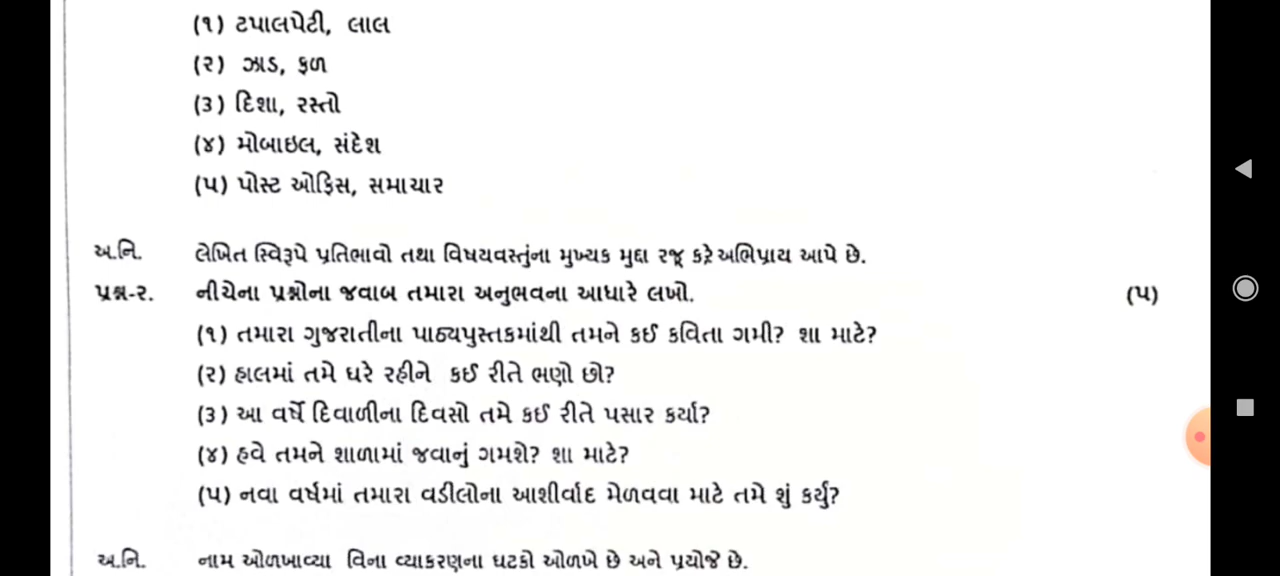 (૧) ટપાલપેટી, લાલ
(૨) ઝાડ, ફળ
(૩) દિશા, રસ્તો
(૪) મોબાઇલ, સંદેશ
(૫) પોસ્ટ ઓફિસ, સમાચાર
અ.નિ. લેખિત સ્વિરૂપે પ્રતિભાવો તથા વિષયવસ્તુંના મુખ્યક મુદ્દા રજૂ કરે અભિપ્રાય આપે છે.
પ્રશ્ન-૨. નીચેના પ્રશ્નોના જવાબ તમારા અનુભવના આધારે લખો. (૫)
(૧) તમારા ગુજરાતીના પાઠ્યપુસ્તકમાંથી તમને કઈ કવિતા ગમી? શા માટે?
(૨) હાલમાં તમે ઘરે રહીને કઈ રીતે ભણો છો?
(૩) આ વર્ષે દિવાળીના દિવસો તમે કઈ રીતે પસાર કર્યા?
(૪) હવે તમને શાળામાં જવાનું ગમશે? શા માટે?
(૫) નવા વર્ષમાં તમારા વડીલોના આશીર્વાદ મેળવવા માટે તમે શું કર્યું?
અ.નિ. નામ ઓળખાવ્યા વિના વ્યાકરણના ઘટકો ઓળખે છે અને પ્રયોજે છે.